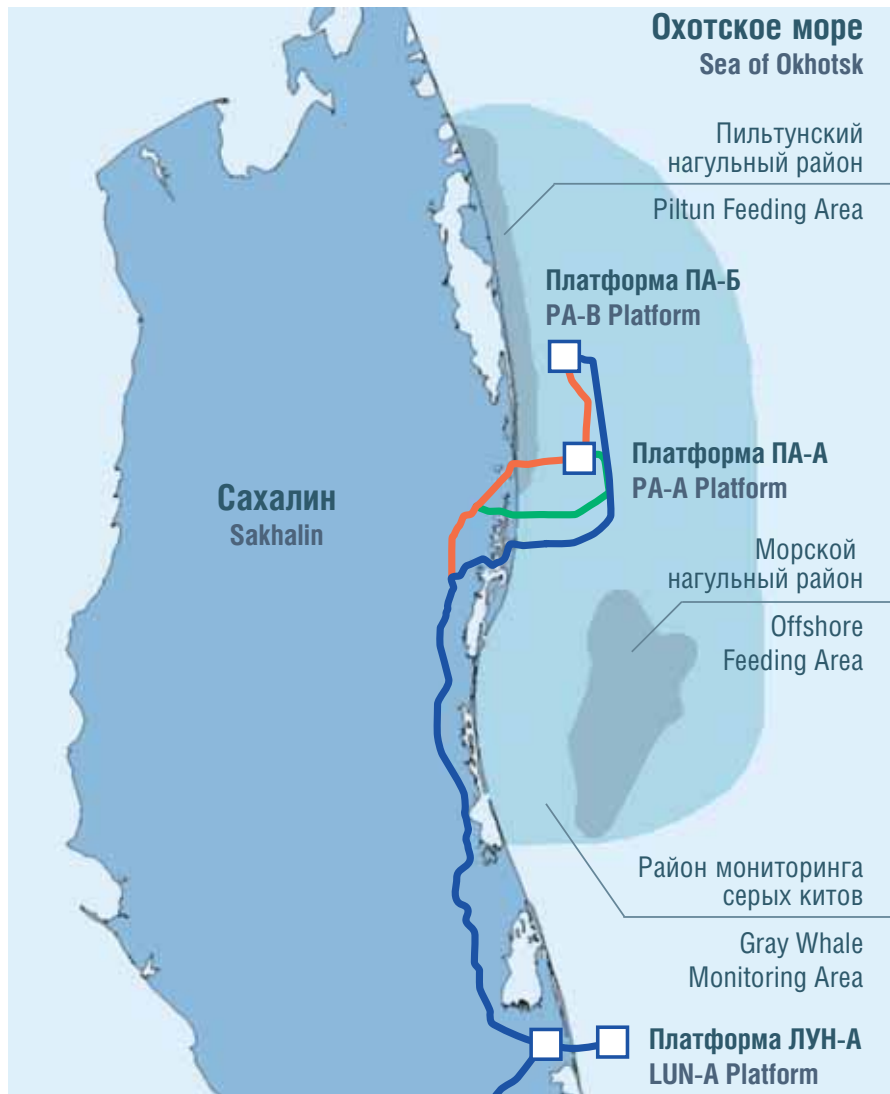 Охотское море
Sea of Okhotsk
Пильтунский
нагульный район
Piltun Feeding Area
Платформа ПА-Б
PA-B Platform
Платформа ПА-А
PA-A Platform
Сахалин
Sakhalin
Морской
нагульный район
Offshore
Feeding Area
Район мониторинга
серых китов
Gray Whale
Monitoring Area
Платформа ЛУН-А
LUN-A Platform